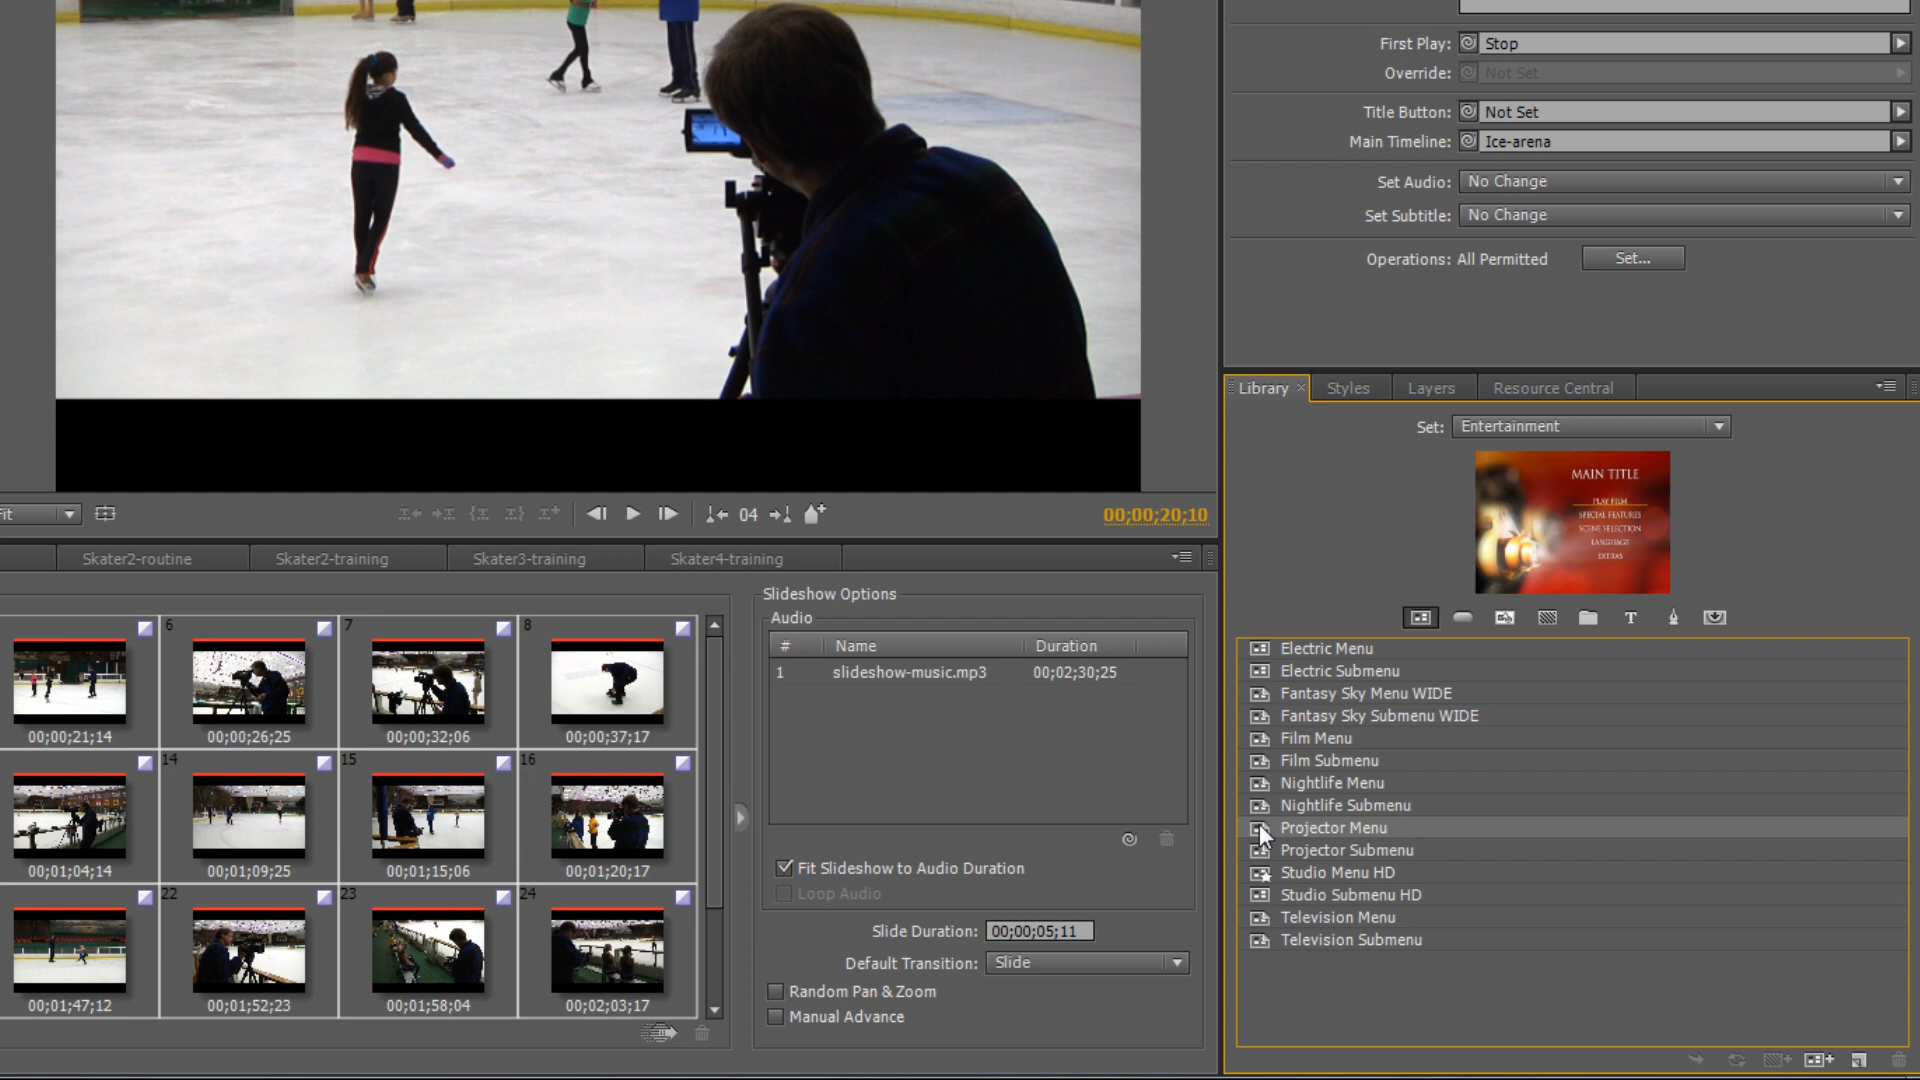 First Play: Stop
Override: Not Set
Title Button: Not Set
Main Timeline: Ice-arena
Set Audio: No Change
Set Subtitle: No Change
Operations: All Permitted Set...
Library × Styles Layers Resource Central
Set: Entertainment
MAIN TITLE
PLAY FILM
SPECIAL FEATURES
SCENE SELECTION
LANGUAGE
EXTRAS
Fit 04 00;00;20;10
Skater2-routine Skater2-training Skater3-training Skater4-training
Slideshow Options
Audio
# Name Duration
1 slideshow-music.mp3 00;02;30;25
Fit Slideshow to Audio Duration
Loop Audio
Slide Duration: 00;00;05;11
Default Transition: Slide
Random Pan & Zoom
Manual Advance
6 7 8
00;00;21;14 00;00;26;25 00;00;32;06 00;00;37;17
14 15 16
00;01;04;14 00;01;09;25 00;01;15;06 00;01;20;17
22 23 24
00;01;47;12 00;01;52;23 00;01;58;04 00;02;03;17
T
Electric Menu
Electric Submenu
Fantasy Sky Menu WIDE
Fantasy Sky Submenu WIDE
Film Menu
Film Submenu
Nightlife Menu
Nightlife Submenu
Projector Menu
Projector Submenu
Studio Menu HD
Studio Submenu HD
Television Menu
Television Submenu